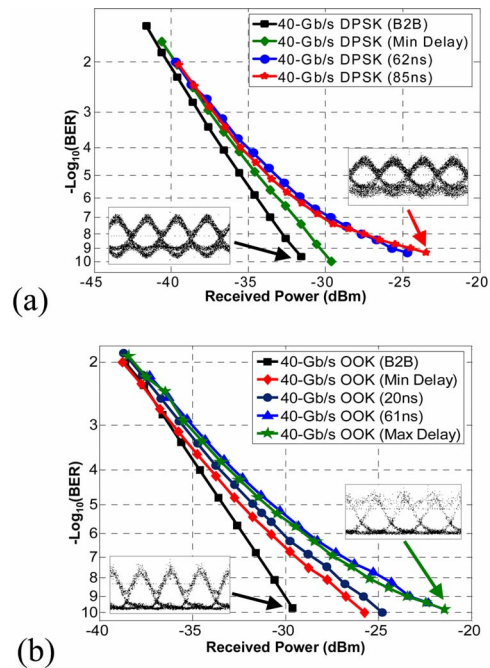 40-Gb/s DPSK (B2B)
40-Gb/s DPSK (Min Delay)
40-Gb/s DPSK (62ns)
40-Gb/s DPSK (85ns)
-Log10(BER)
2
3
4
5
6
7
8
9
10
-45
-40
-35
-30
-25
-20
Received Power (dBm)
(a)
40-Gb/s OOK (B2B)
40-Gb/s OOK (Min Delay)
40-Gb/s OOK (20ns)
40-Gb/s OOK (61ns)
40-Gb/s OOK (Max Delay)
-Log10(BER)
2
3
4
5
6
7
8
9
10
-40
-35
-30
-25
-20
Received Power (dBm)
(b)